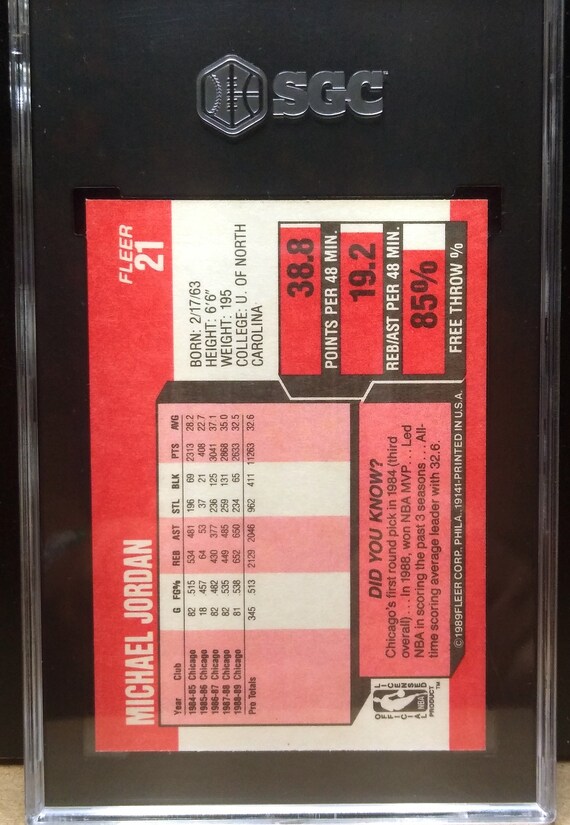 SGC
FLEER
21
MICHAEL JORDAN
BORN: 2/17/63
HEIGHT: 6'6"
WEIGHT: 195
COLLEGE: U. OF NORTH
CAROLINA
Year Club G FG% REB AST STL BLK PTS AVG
1984-85 Chicago 82 .515 534 481 196 69 2313 28.2
1985-86 Chicago 18 .457 64 53 37 21 408 22.7
1986-87 Chicago 82 .482 430 377 236 125 3041 37.1
1987-88 Chicago 82 .535 449 485 259 131 2868 35.0
1988-89 Chicago 81 .538 652 650 234 65 2633 32.5
Pro Totals 345 .513 2129 2046 962 411 11263 32.6
38.8
POINTS PER 48 MIN.
19.2
REB/AST PER 48 MIN.
85%
FREE THROW %
DID YOU KNOW?
Chicago's first round pick in 1984 (third
overall) . . . In 1988, won NBA MVP. . . Led
NBA in scoring the past 3 seasons . . . All-
time scoring average leader with 32.6.
OFFICIAL LICENSED
NBA
PRODUCT ™
©1989 FLEER CORP., PHILA., 19141-PRINTED IN U.S.A.